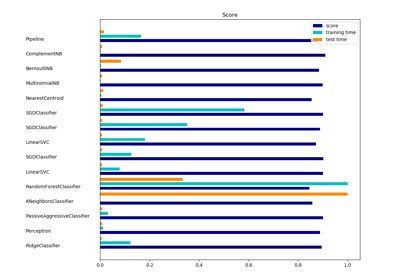 Score
score
training time
test time
Pipeline
ComplementNB
BernoulliNB
MultinomialNB
NearestCentroid
SGDClassifier
SGDClassifier
LinearSVC
SGDClassifier
LinearSVC
RandomForestClassifier
KNeighborsClassifier
PassiveAggressiveClassifier
Perceptron
RidgeClassifier
0.0 0.2 0.4 0.6 0.8 1.0